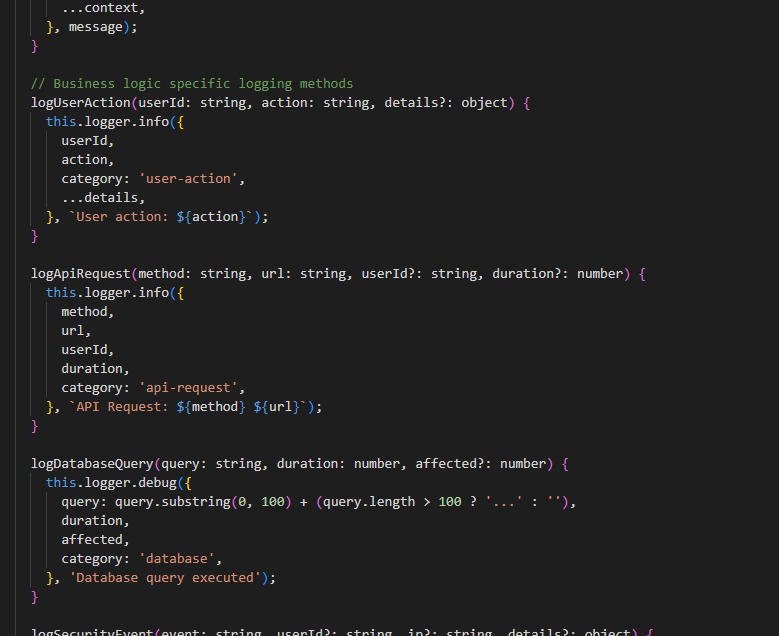 ...context,
}, message);
}
// Business logic specific logging methods
logUserAction(userId: string, action: string, details?: object) {
this.logger.info({
userId,
action,
category: 'user-action',
...details,
}, `User action: ${action}`);
}
logApiRequest(method: string, url: string, userId?: string, duration?: number) {
this.logger.info({
method,
url,
userId,
duration,
category: 'api-request',
}, `API Request: ${method} ${url}`);
}
logDatabaseQuery(query: string, duration: number, affected?: number) {
this.logger.debug({
query: query.substring(0, 100) + (query.length > 100 ? '...' : ''),
duration,
affected,
category: 'database',
}, 'Database query executed');
}
logSecurityEvent(event: string, userId?: string, ip?: string, details?: object) {